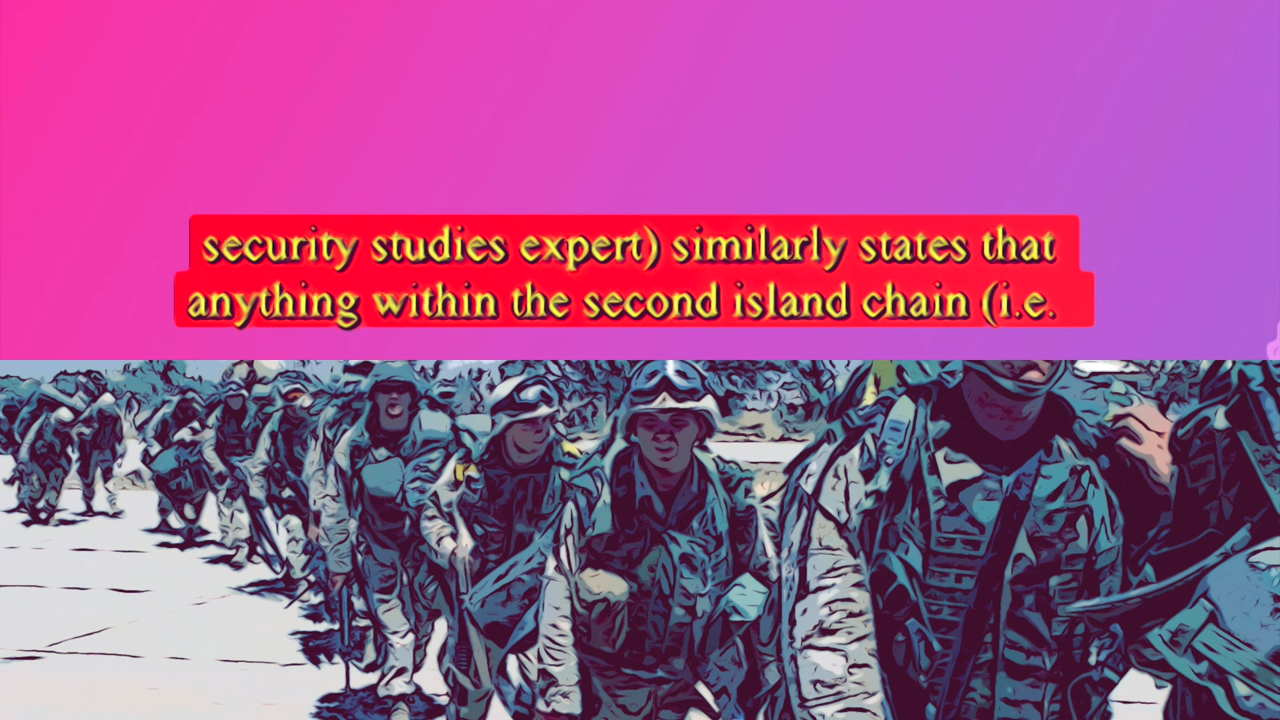 security studies expert) similarly states that
anything within the second island chain (i.e.